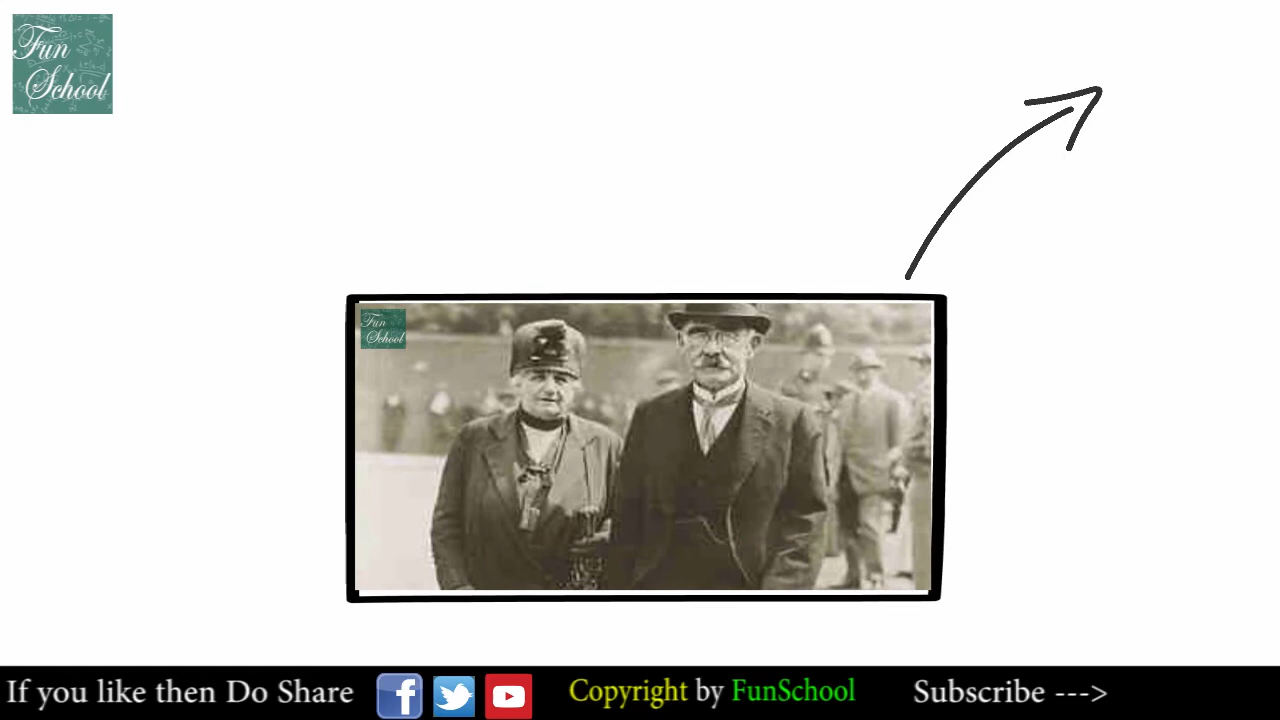 Fun
School
Fun
School
If you like then Do Share
Copyright by FunSchool
Subscribe --->